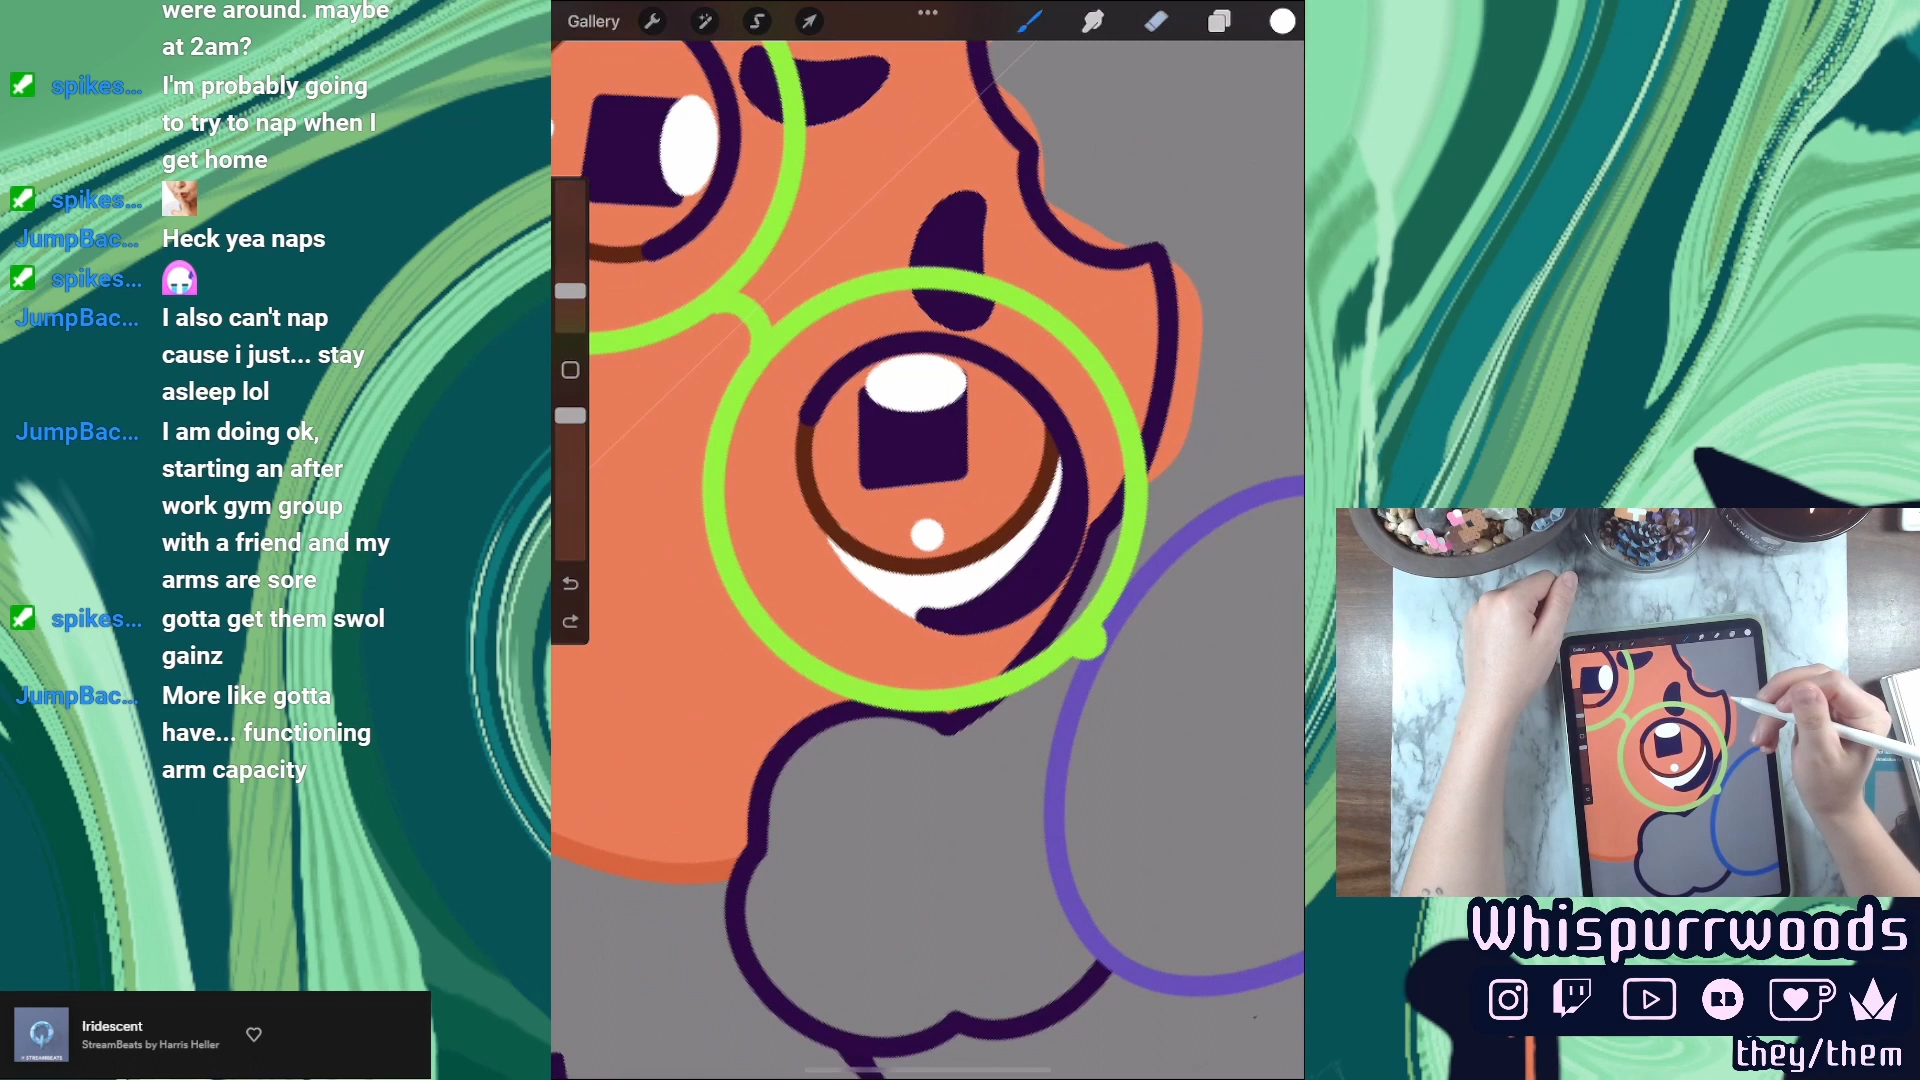 were around. maybe
at 2am?
spikes... I'm probably going
to try to nap when I
get home
spikes...
JumpBac... Heck yea naps
spikes...
JumpBac... I also can't nap
cause i just... stay
asleep lol
JumpBac... I am doing ok,
starting an after
work gym group
with a friend and my
arms are sore
spikes... gotta get them swol
gainz
JumpBac... More like gotta
have... functioning
arm capacity
Iridescent
StreamBeats by Harris Heller
Gallery
Whispurrwoods
RB
they/them